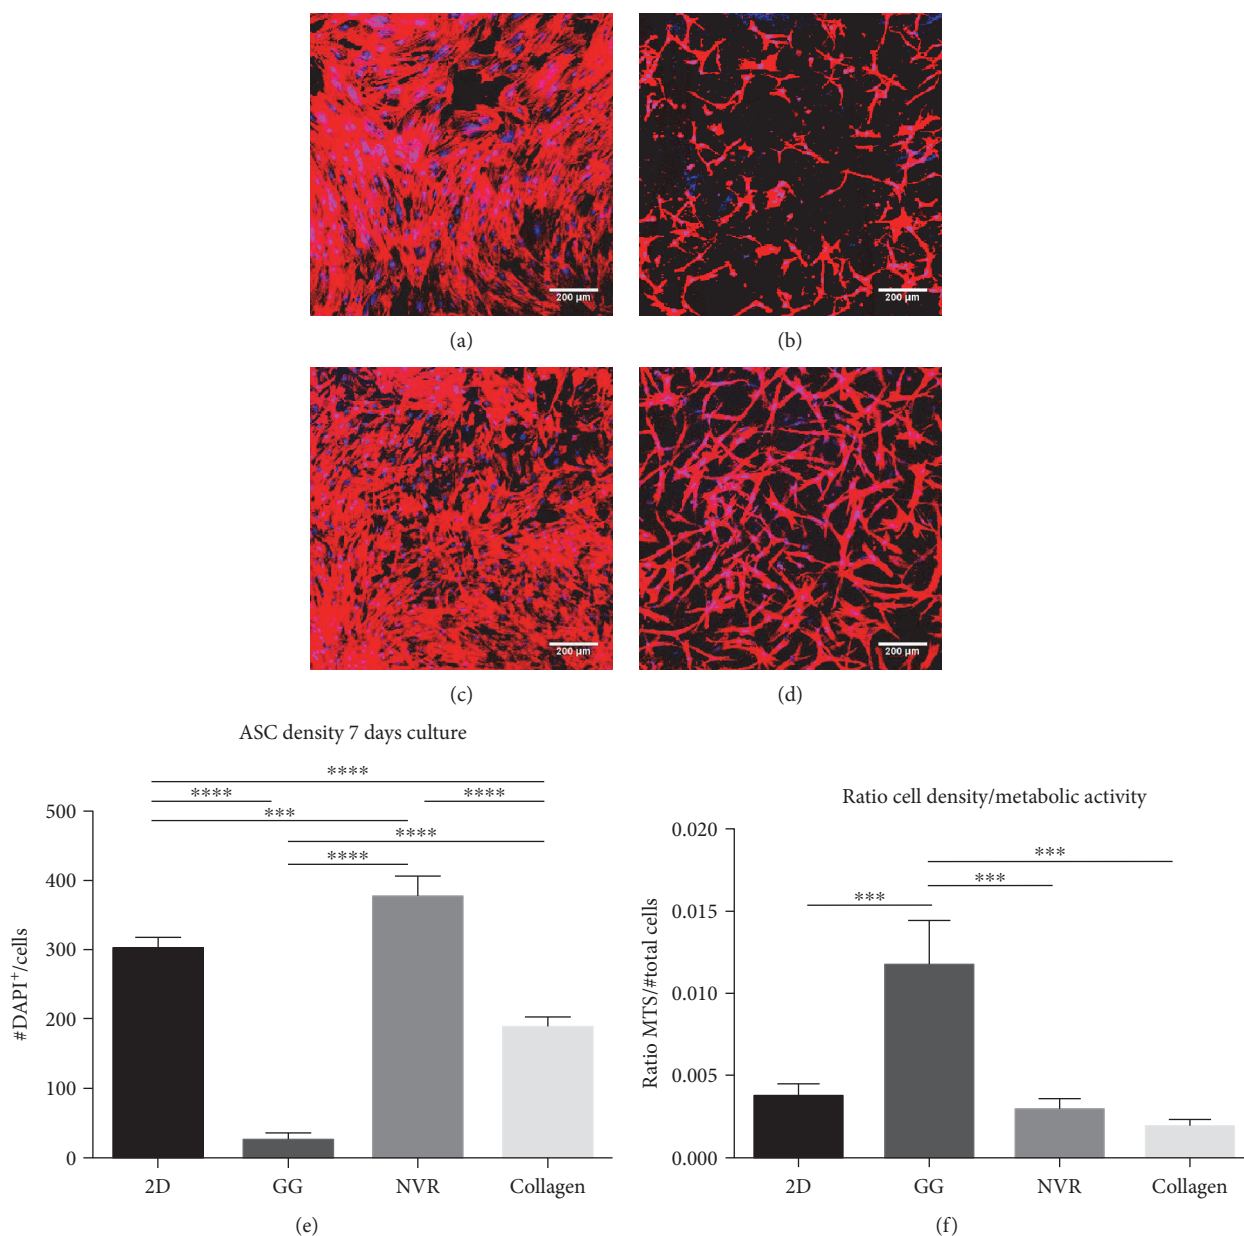 200 µm
200 µm
(a)
(b)
200 µm
200 µm
(c)
(d)
ASC density 7 days culture
****
****
****
***
****
****
#DAPI⁺/cells
500
400
300
200
100
0
2D
GG
NVR
Collagen
(e)
Ratio cell density/metabolic activity
***
***
***
Ratio MTS/#total cells
0.020
0.015
0.010
0.005
0.000
2D
GG
NVR
Collagen
(f)